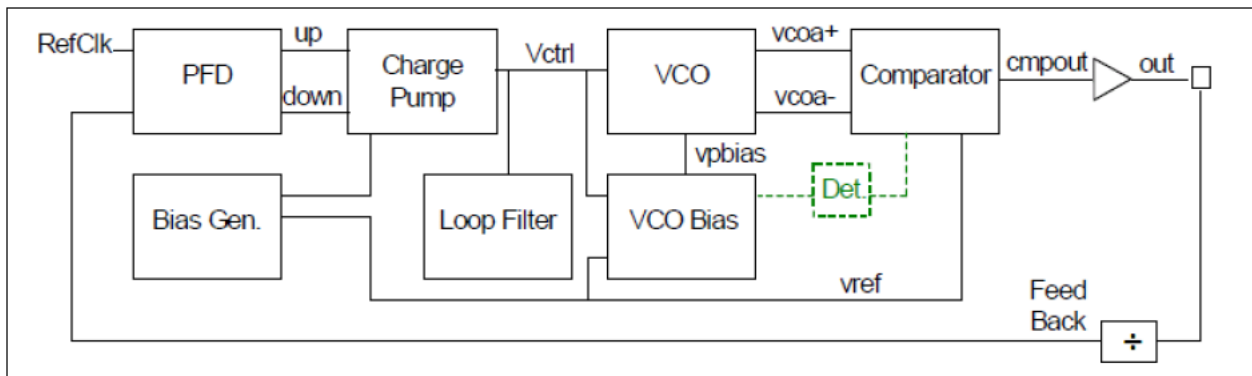 RefClk
PFD
up
down
Charge
Pump
Vctrl
VCO
vcoa+
vcoa-
Comparator
cmpout
out
Bias Gen.
Loop Filter
vpbias
VCO Bias
Det.
vref
Feed
Back
÷